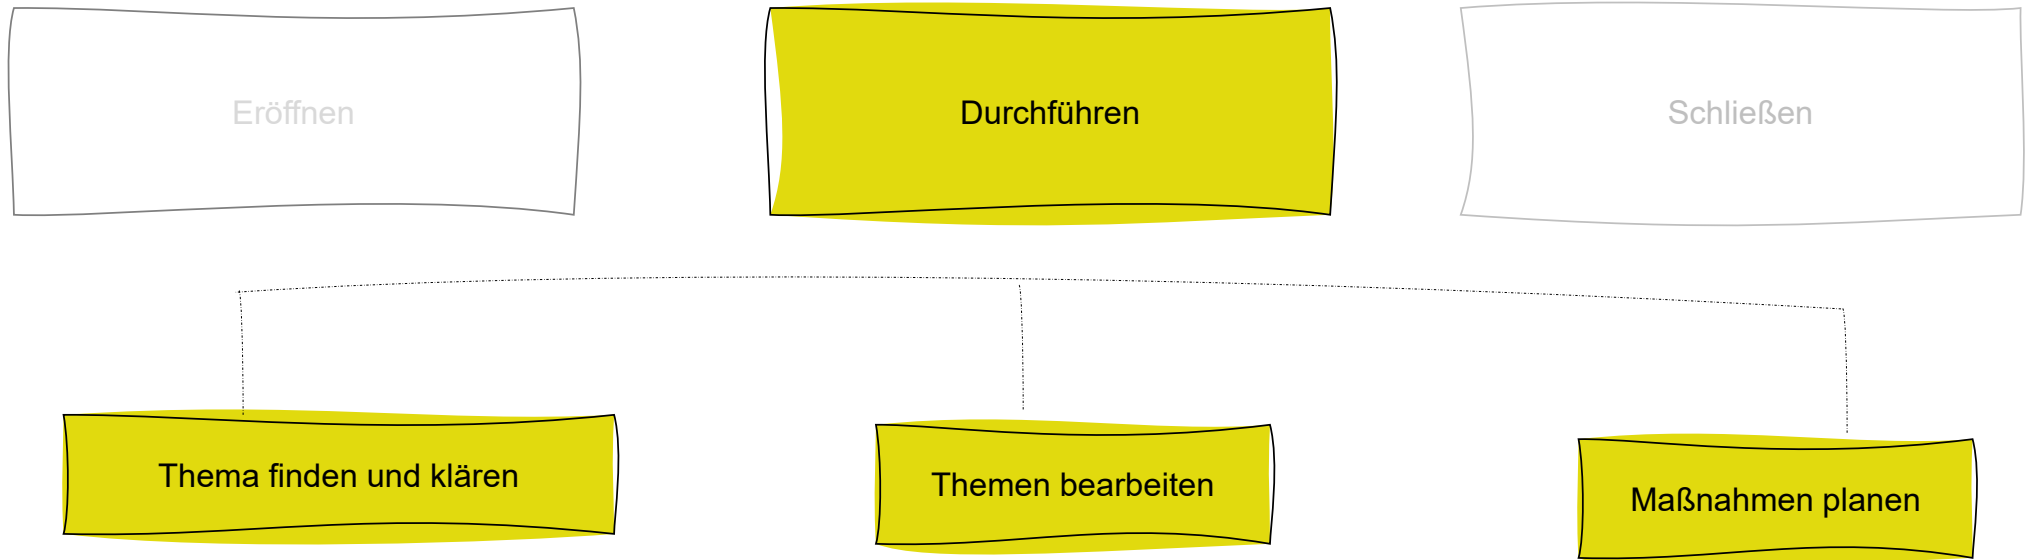 Eröffnen
Durchführen
Schließen
Thema finden und klären
Themen bearbeiten
Maßnahmen planen